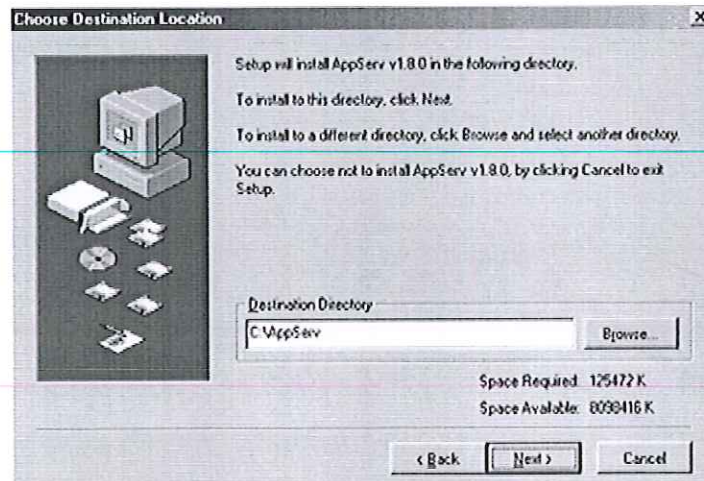 Choose Destination Location
Setup will install AppServ v1.8.0 in the following directory.
To install to this directory, click Next.
To install to a different directory, click Browse and select another directory.
You can choose not to install AppServ v1.8.0, by clicking Cancel to exit
Setup.
Destination Directory
C:\AppServ
Browse...
Space Required: 125472 K
Space Available: 8098416 K
< Back
Next >
Cancel